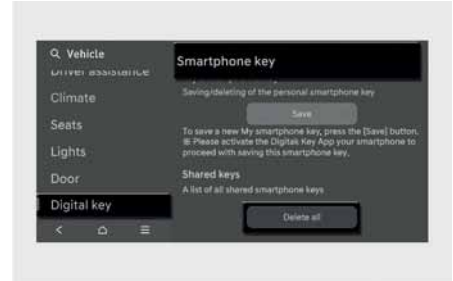 Vehicle
Driver assistance
Climate
Seats
Lights
Door
Digital key
Smartphone key
Saving/deleting of the personal smartphone key
Save
To save a new My smartphone key, press the [Save] button.
※ Please activate the Digitak Key App your smartphone to
proceed with saving this smartphone key.
Shared keys
A list of all shared smartphone keys
Delete all